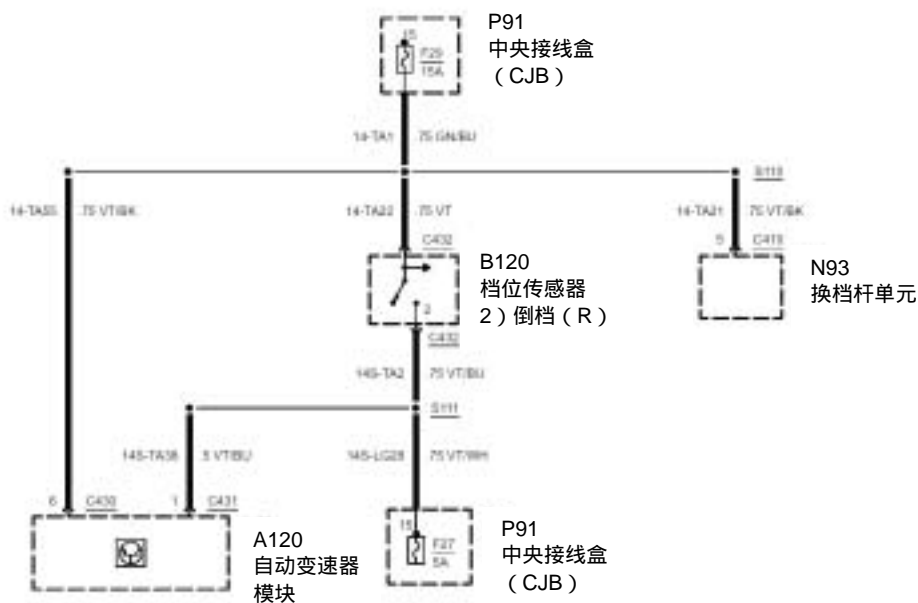 P91
中央接线盒
（CJB）
15
F29
15A
14-TA1 .75 GN/BU
S110
14-TA55 .75 VT/BK
14-TA22 .75 VT
14-TA21 .75 VT/BK
C432
5 C415
B120
档位传感器
2）倒档（R）
N93
换档杆单元
2
C432
14S-TA2 .75 VT/BU
S111
14S-TA38 .5 VT/BU
14S-LG28 .75 VT/WH
6 C430
1 C431
15
F27
5A
A120
自动变速器
模块
P91
中央接线盒
（CJB）